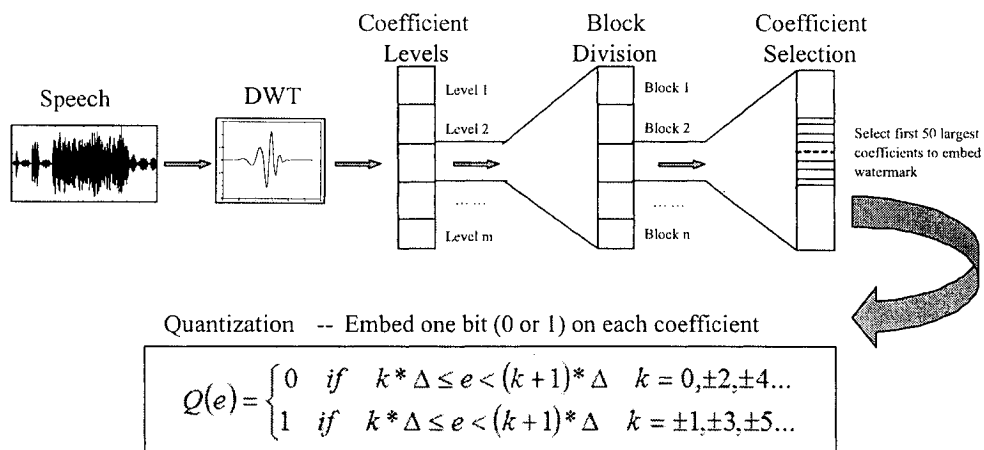 Coefficient
Levels
Block
Division
Coefficient
Selection
Speech
DWT
Level 1
Level 2
... ...
Level m
Block 1
Block 2
... ...
Block n
Select first 50 largest
coefficients to embed
watermark
Quantization -- Embed one bit (0 or 1) on each coefficient
Q(e) = { 0 if k * Δ ≤ e < (k + 1) * Δ k = 0,±2,±4...
1 if k * Δ ≤ e < (k + 1) * Δ k = ±1,±3,±5...